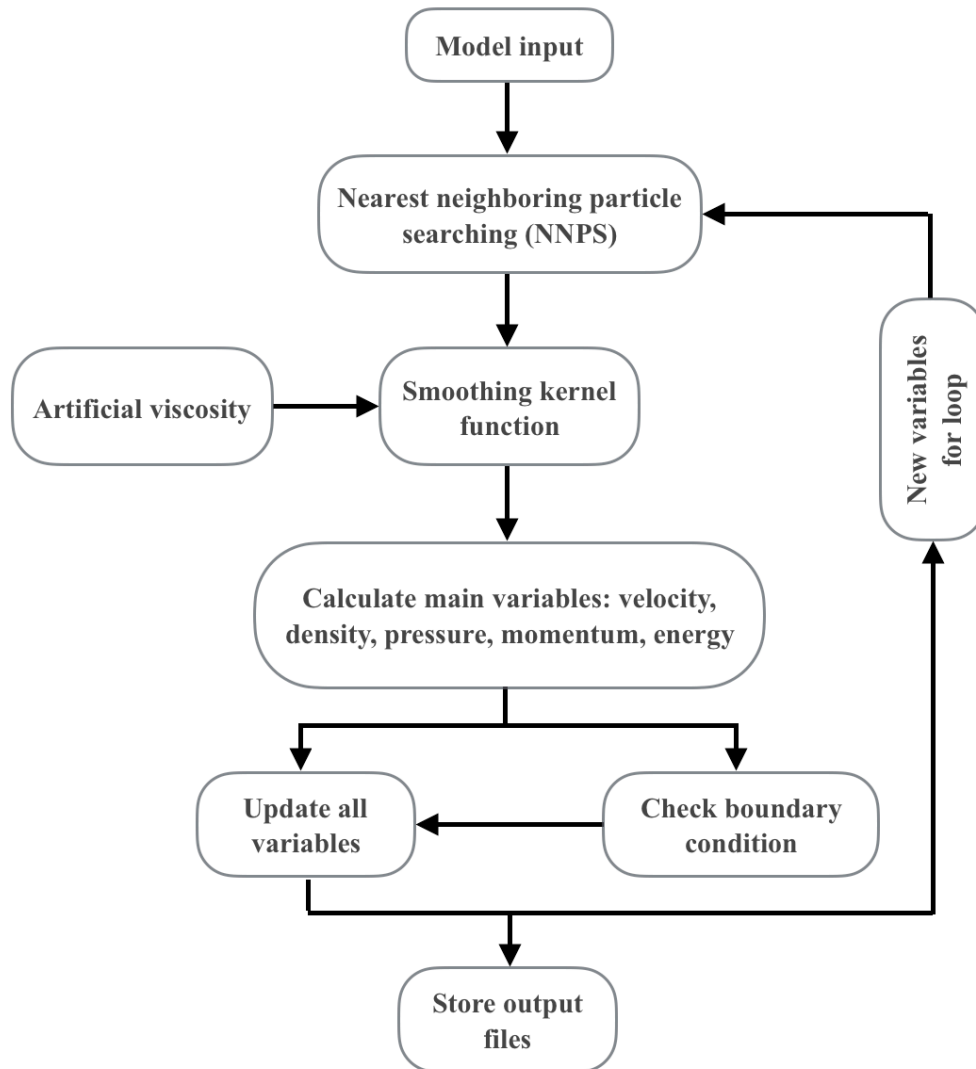 Model input
Nearest neighboring particle
searching (NNPS)
Artificial viscosity
Smoothing kernel
function
New variables
for loop
Calculate main variables: velocity,
density, pressure, momentum, energy
Update all
variables
Check boundary
condition
Store output
files